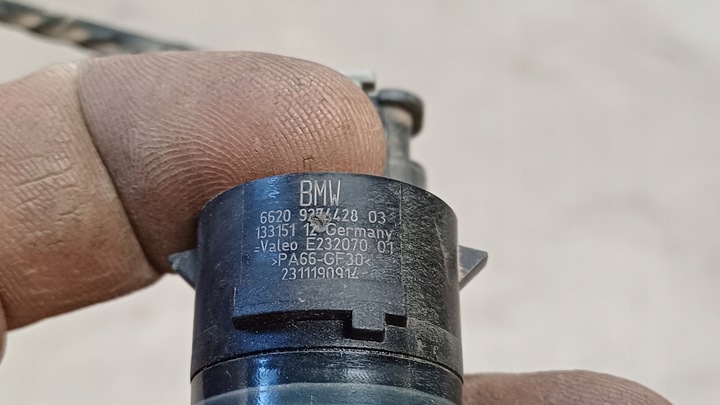 BMW
6620 9274428 03
133151 12 Germany
=Valeo E232070 01
>PA66-GF30<
2311190914